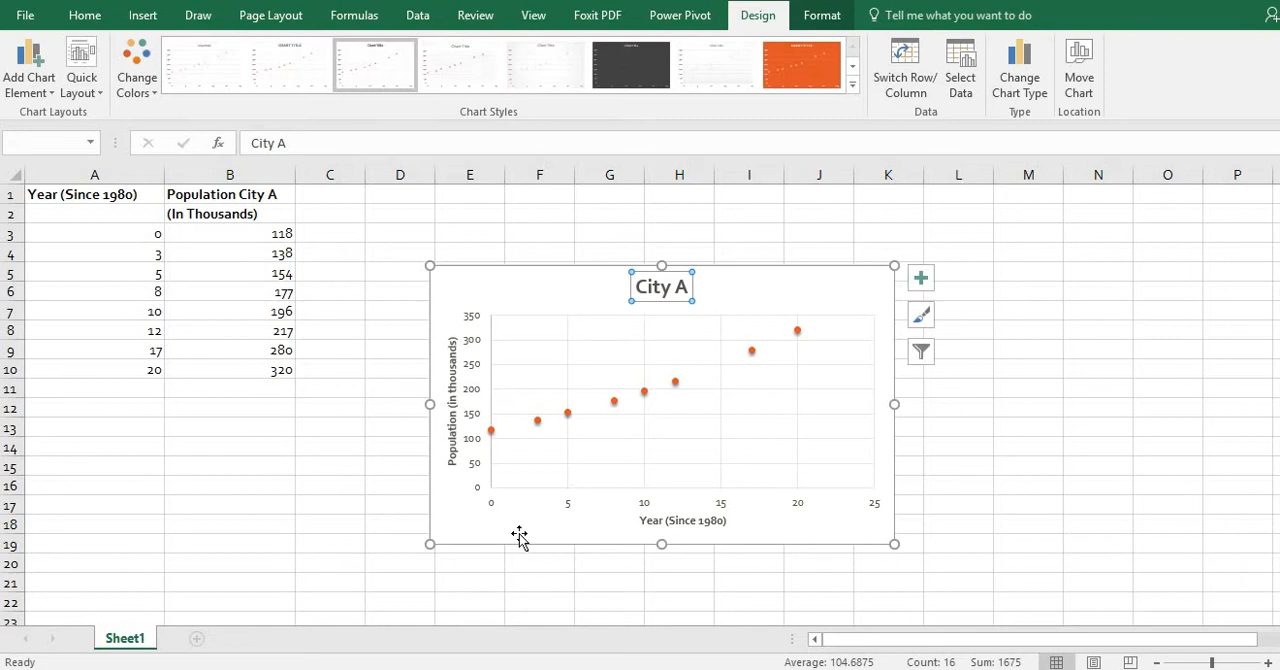 File Home Insert Draw Page Layout Formulas Data Review View Foxit PDF Power Pivot Design Format Tell me what you want to do
Add Chart Element
Quick Layout
Change Colors
Switch Row/ Column
Select Data
Change Chart Type
Move Chart
Chart Layouts Chart Styles Data Type Location
fx City A
A B C D E F G H I J K L M N O P
1 Year (Since 1980) Population City A
2 (In Thousands)
3 0 118
4 3 138
5 5 154
6 8 177
7 10 196
8 12 217
9 17 280
10 20 320
11
12
13
14
15
16
17
18
19
20
21
22
23
City A
Population (in thousands)
350
300
250
200
150
100
50
0
0 5 10 15 20 25
Year (Since 1980)
Sheet1
Ready Average: 104.6875 Count: 16 Sum: 1675